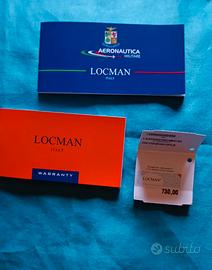 AERONAUTICA
MILITARE
LOCMAN
ITALY
LOCMAN
ITALY
WARRANTY
LOCMAN
730,00
subito